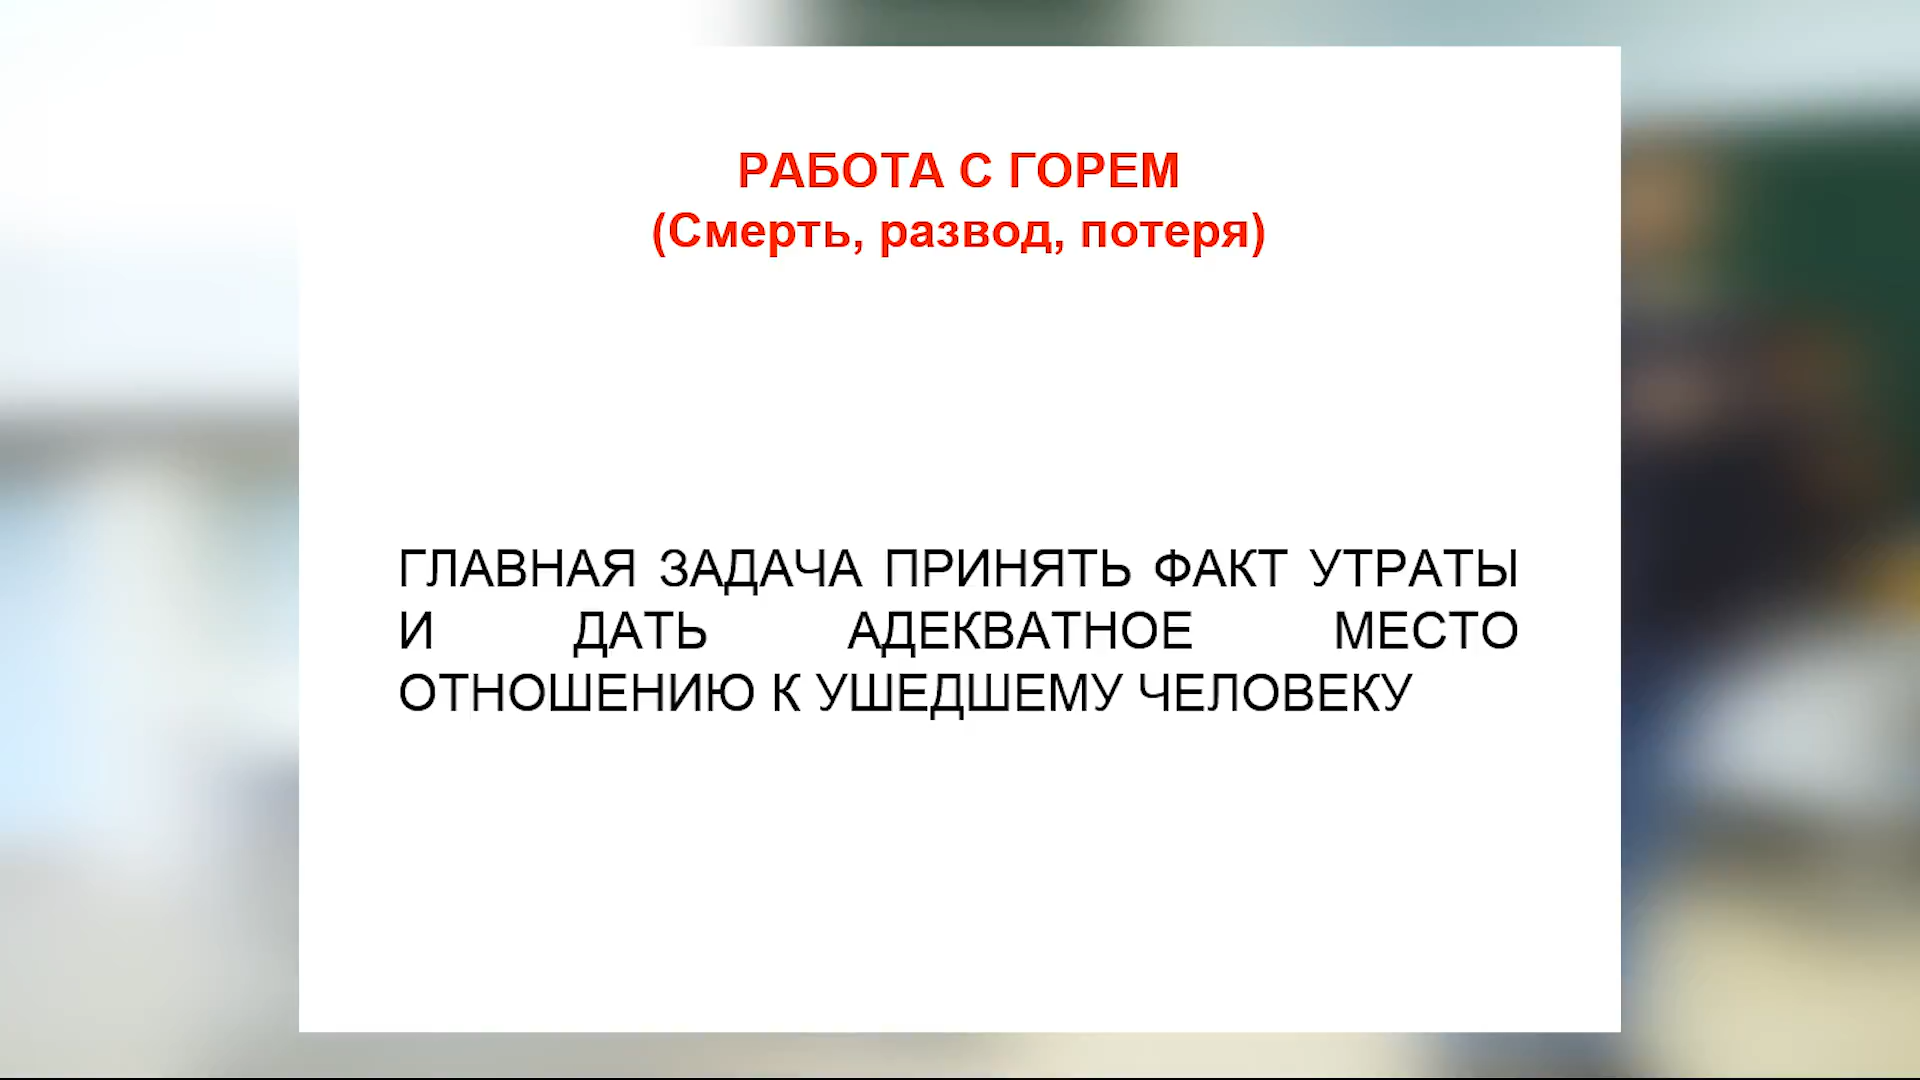 РАБОТА С ГОРЕМ
(Смерть, развод, потеря)
ГЛАВНАЯ ЗАДАЧА ПРИНЯТЬ ФАКТ УТРАТЫ
И ДАТЬ АДЕКВАТНОЕ МЕСТО
ОТНОШЕНИЮ К УШЕДШЕМУ ЧЕЛОВЕКУ